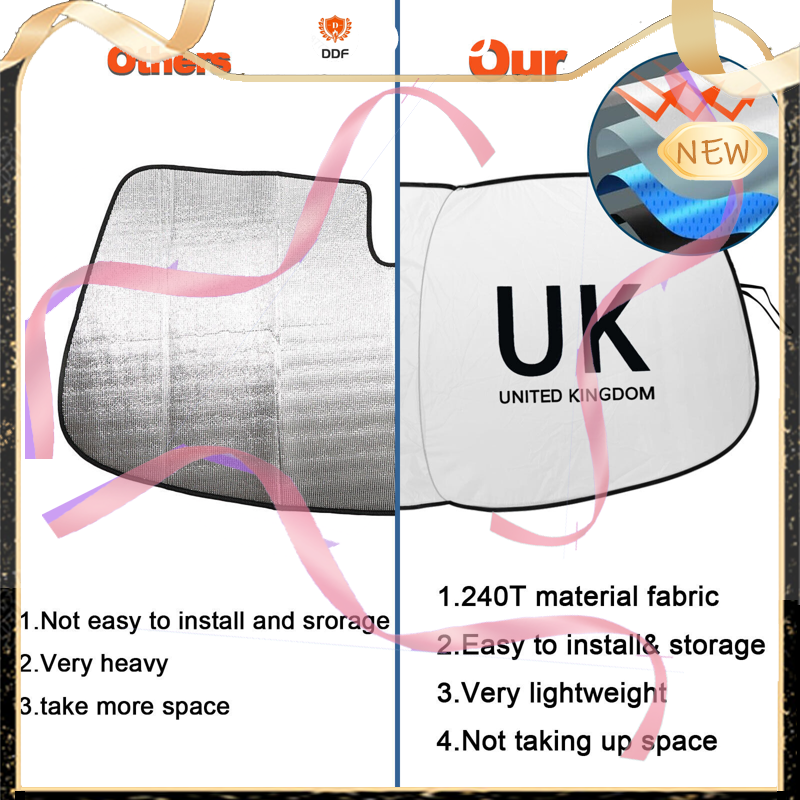 Others
DDF
Our
NEW
UK
UNITED KINGDOM
1.Not easy to install and srorage
2.Very heavy
3.take more space
1.240T material fabric
2.Easy to install& storage
3.Very lightweight
4.Not taking up space